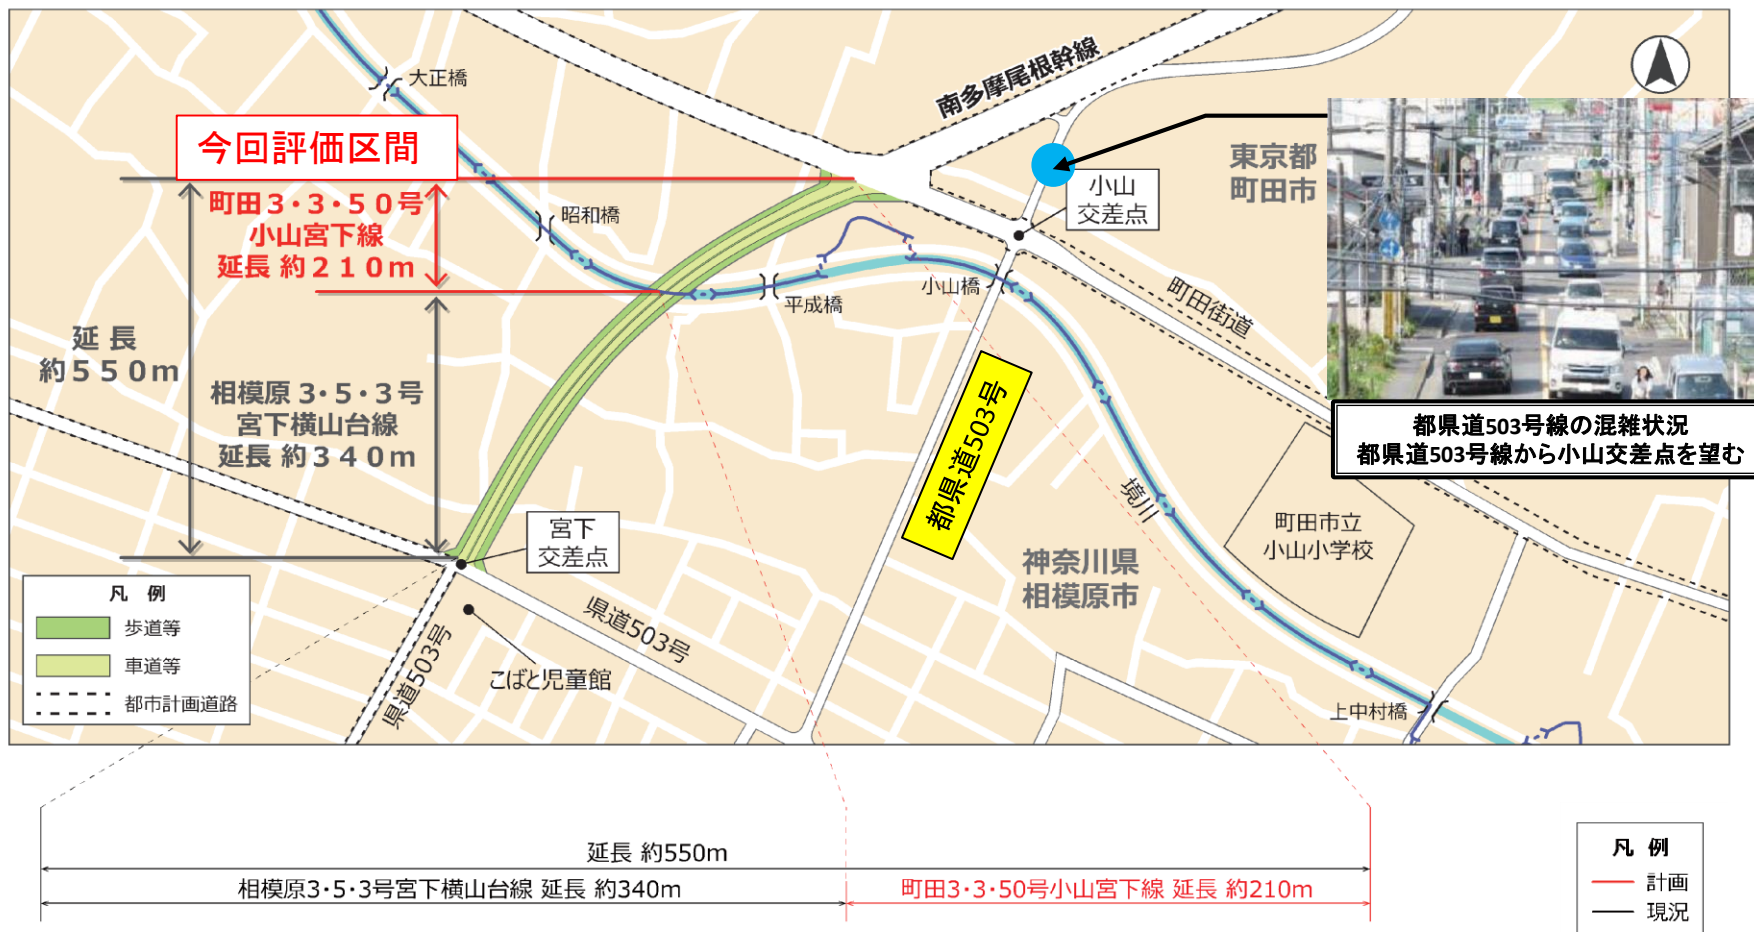 大正橋
南多摩尾根幹線
今回評価区間
東京都
町田市
小山
交差点
町田3・3・50号
小山宮下線
延長 約210m
昭和橋
平成橋
小山橋
町田街道
延 長
約550m
相模原 3・5・3号
宮下横山台線
延長 約340m
都県道503号
都県道503号線の混雑状況
都県道503号線から小山交差点を望む
境川
町田市立
小山小学校
宮下
交差点
神奈川県
相模原市
凡 例
歩道等
車道等
都市計画道路
県道503号
県道503号
こばと児童館
上中村橋
延長 約550m
相模原3・5・3号宮下横山台線 延長 約340m
町田3・3・50号小山宮下線 延長 約210m
凡 例
計画
現況